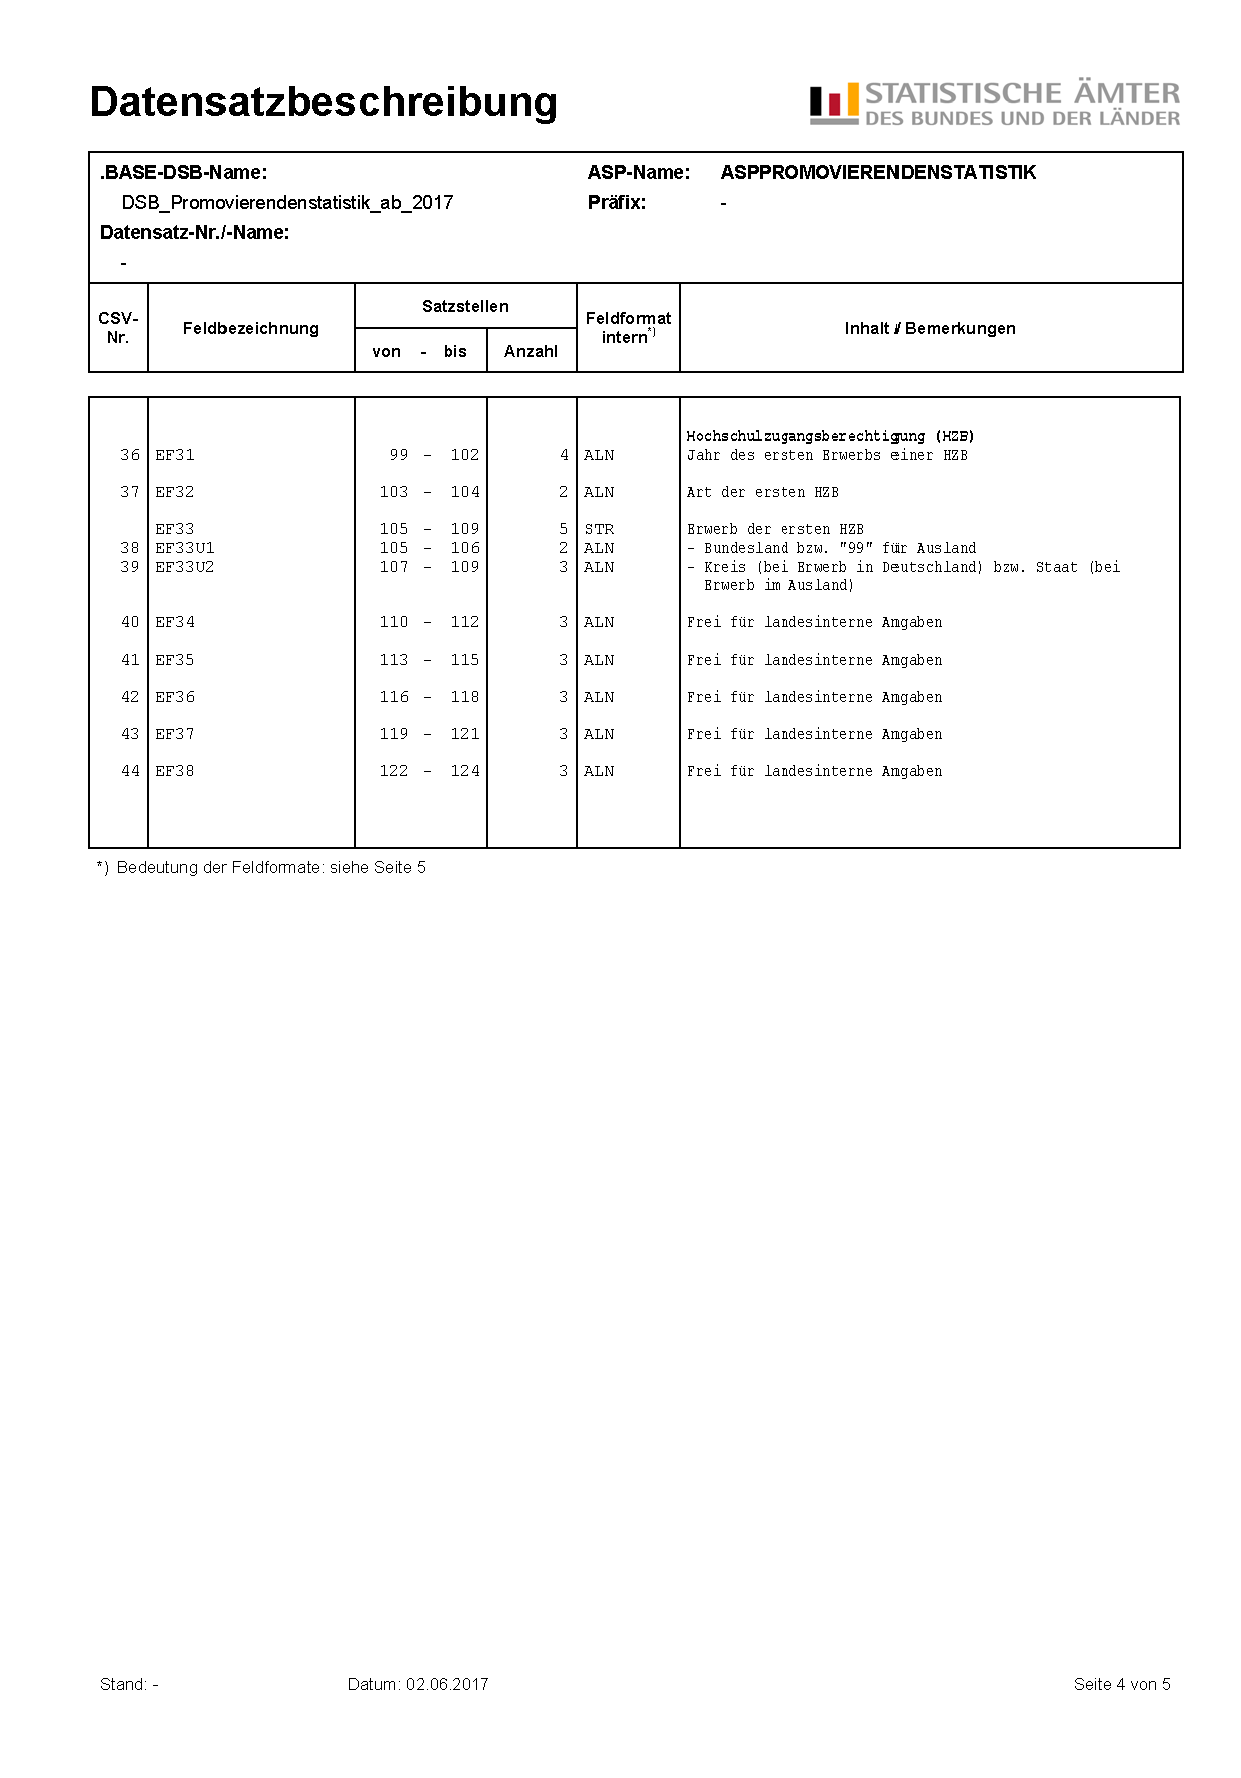 Datensatzbeschreibung
STATISTISCHE ÄMTER
DES BUNDES UND DER LÄNDER
.BASE-DSB-Name: ASP-Name: ASPPROMOVIERENDENSTATISTIK
DSB_Promovierendenstatistik_ab_2017 Präfix: -
Datensatz-Nr./-Name:
-
CSV-Nr. Feldbezeichnung Satzstellen Feldformat intern*) Inhalt // Bemerkungen
von - bis Anzahl
Hochschulzugangsberechtigung (HZB)
36 EF31 99 - 102 4 ALN Jahr des ersten Erwerbs einer HZB
37 EF32 103 - 104 2 ALN Art der ersten HZB
EF33 105 - 109 5 STR Erwerb der ersten HZB
38 EF33U1 105 - 106 2 ALN - Bundesland bzw. "99" für Ausland
39 EF33U2 107 - 109 3 ALN - Kreis (bei Erwerb in Deutschland) bzw. Staat (bei
Erwerb im Ausland)
40 EF34 110 - 112 3 ALN Frei für landesinterne Angaben
41 EF35 113 - 115 3 ALN Frei für landesinterne Angaben
42 EF36 116 - 118 3 ALN Frei für landesinterne Angaben
43 EF37 119 - 121 3 ALN Frei für landesinterne Angaben
44 EF38 122 - 124 3 ALN Frei für landesinterne Angaben
*) Bedeutung der Feldformate: siehe Seite 5
Stand: - Datum: 02.06.2017 Seite 4 von 5